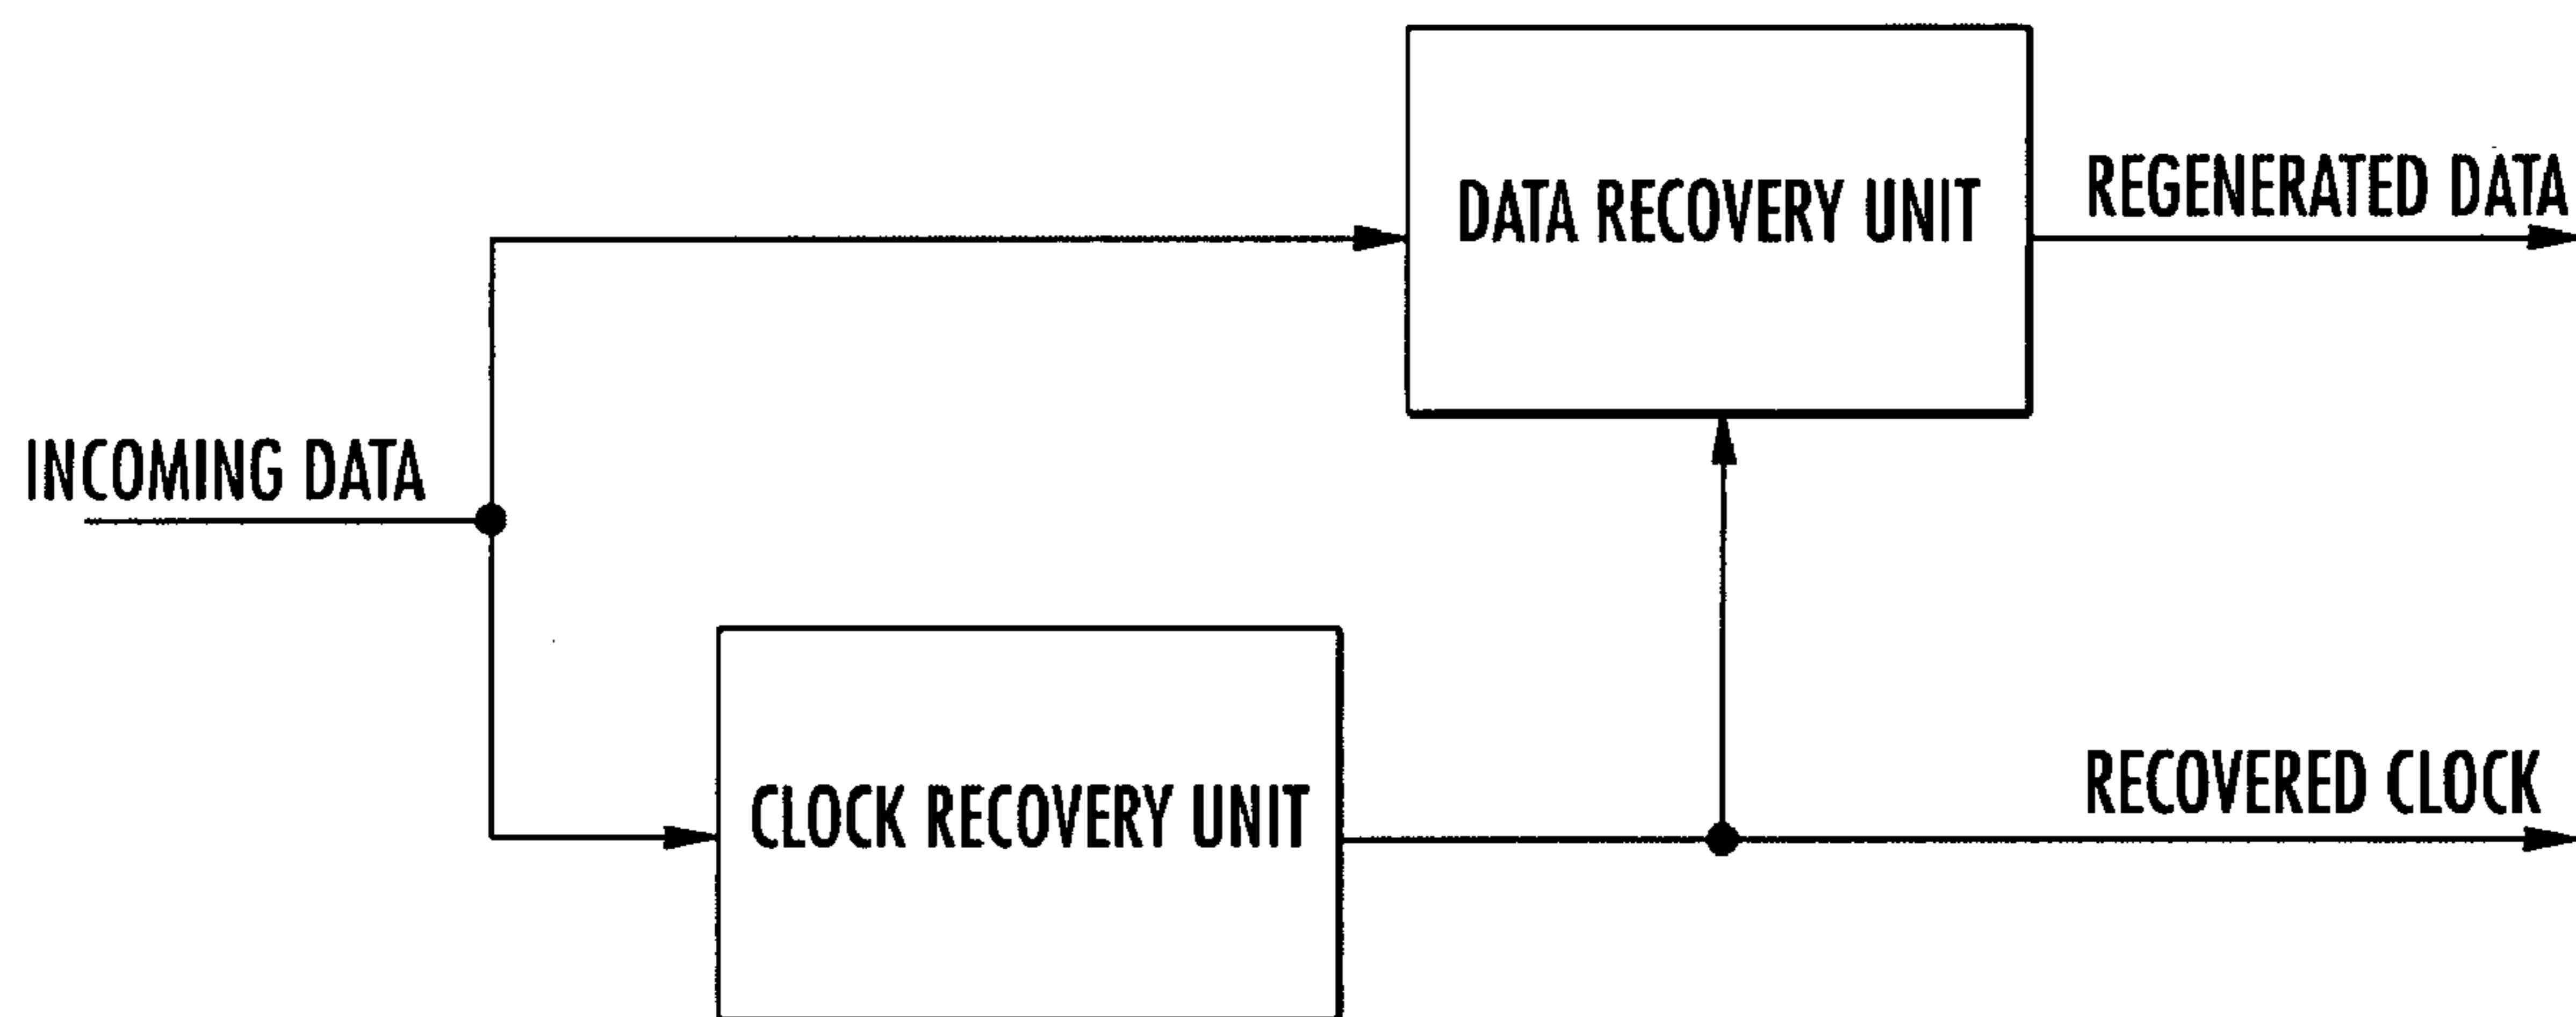 DATA RECOVERY UNIT
REGENERATED DATA
INCOMING DATA
CLOCK RECOVERY UNIT
RECOVERED CLOCK